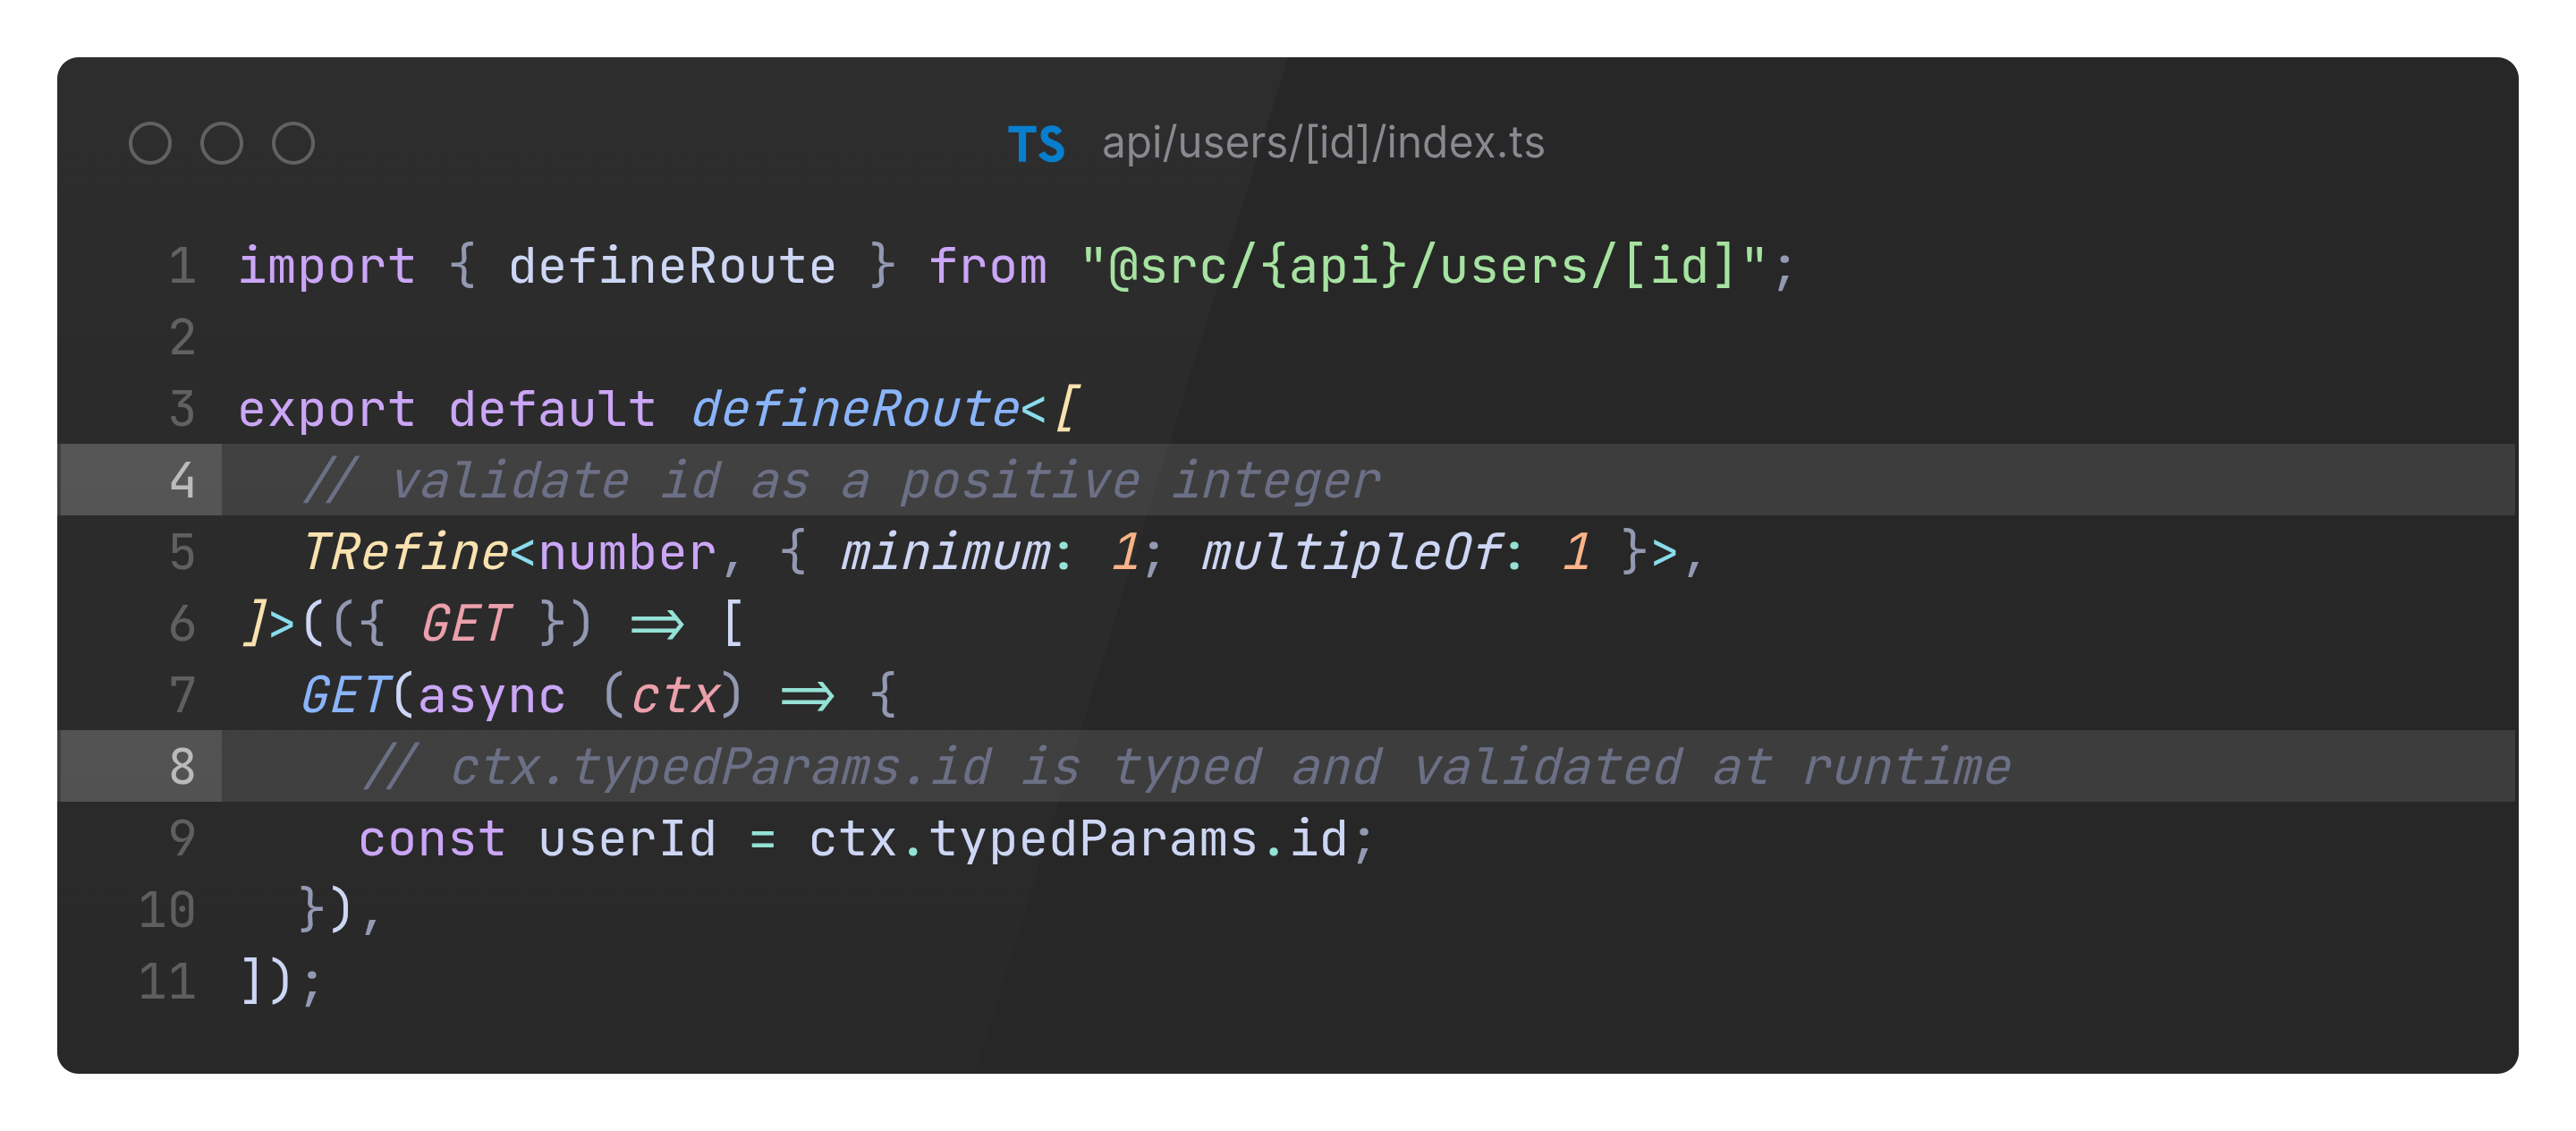 TS api/users/[id]/index.ts
1 import { defineRoute } from "@src/{api}/users/[id]";
2
3 export default defineRoute<[
4   // validate id as a positive integer
5   TRefine<number, { minimum: 1; multipleOf: 1 }>,
6 ]>(({ GET }) => [
7   GET(async (ctx) => {
8     // ctx.typedParams.id is typed and validated at runtime
9     const userId = ctx.typedParams.id;
10   }),
11 ]);